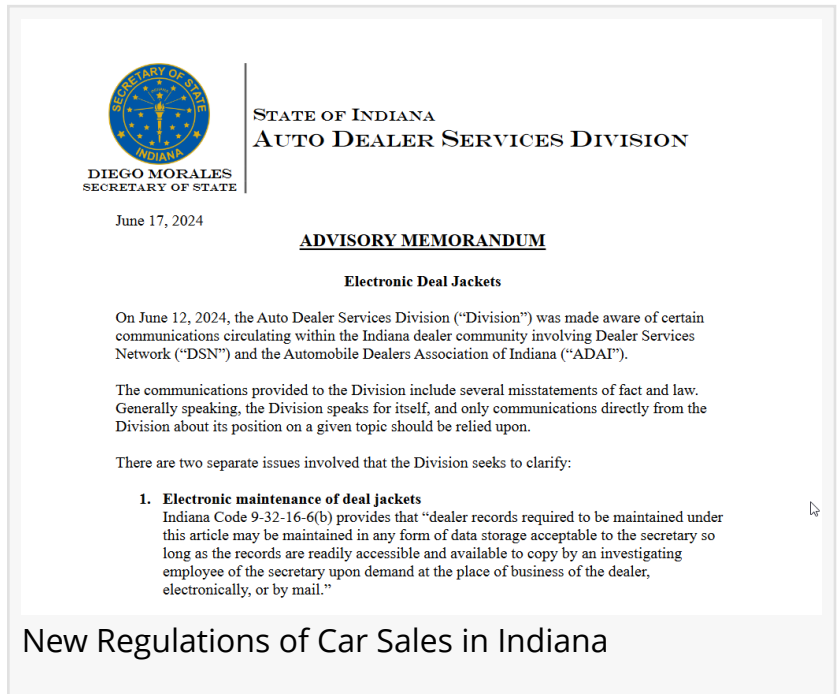 SECRETARY OF STATE
INDIANA
DIEGO MORALES
SECRETARY OF STATE
STATE OF INDIANA
AUTO DEALER SERVICES DIVISION
June 17, 2024
ADVISORY MEMORANDUM
Electronic Deal Jackets
On June 12, 2024, the Auto Dealer Services Division (“Division”) was made aware of certain
communications circulating within the Indiana dealer community involving Dealer Services
Network (“DSN”) and the Automobile Dealers Association of Indiana (“ADAI”).
The communications provided to the Division include several misstatements of fact and law.
Generally speaking, the Division speaks for itself, and only communications directly from the
Division about its position on a given topic should be relied upon.
There are two separate issues involved that the Division seeks to clarify:
1. Electronic maintenance of deal jackets
Indiana Code 9-32-16-6(b) provides that “dealer records required to be maintained under
this article may be maintained in any form of data storage acceptable to the secretary so
long as the records are readily accessible and available to copy by an investigating
employee of the secretary upon demand at the place of business of the dealer,
electronically, or by mail.”
New Regulations of Car Sales in Indiana